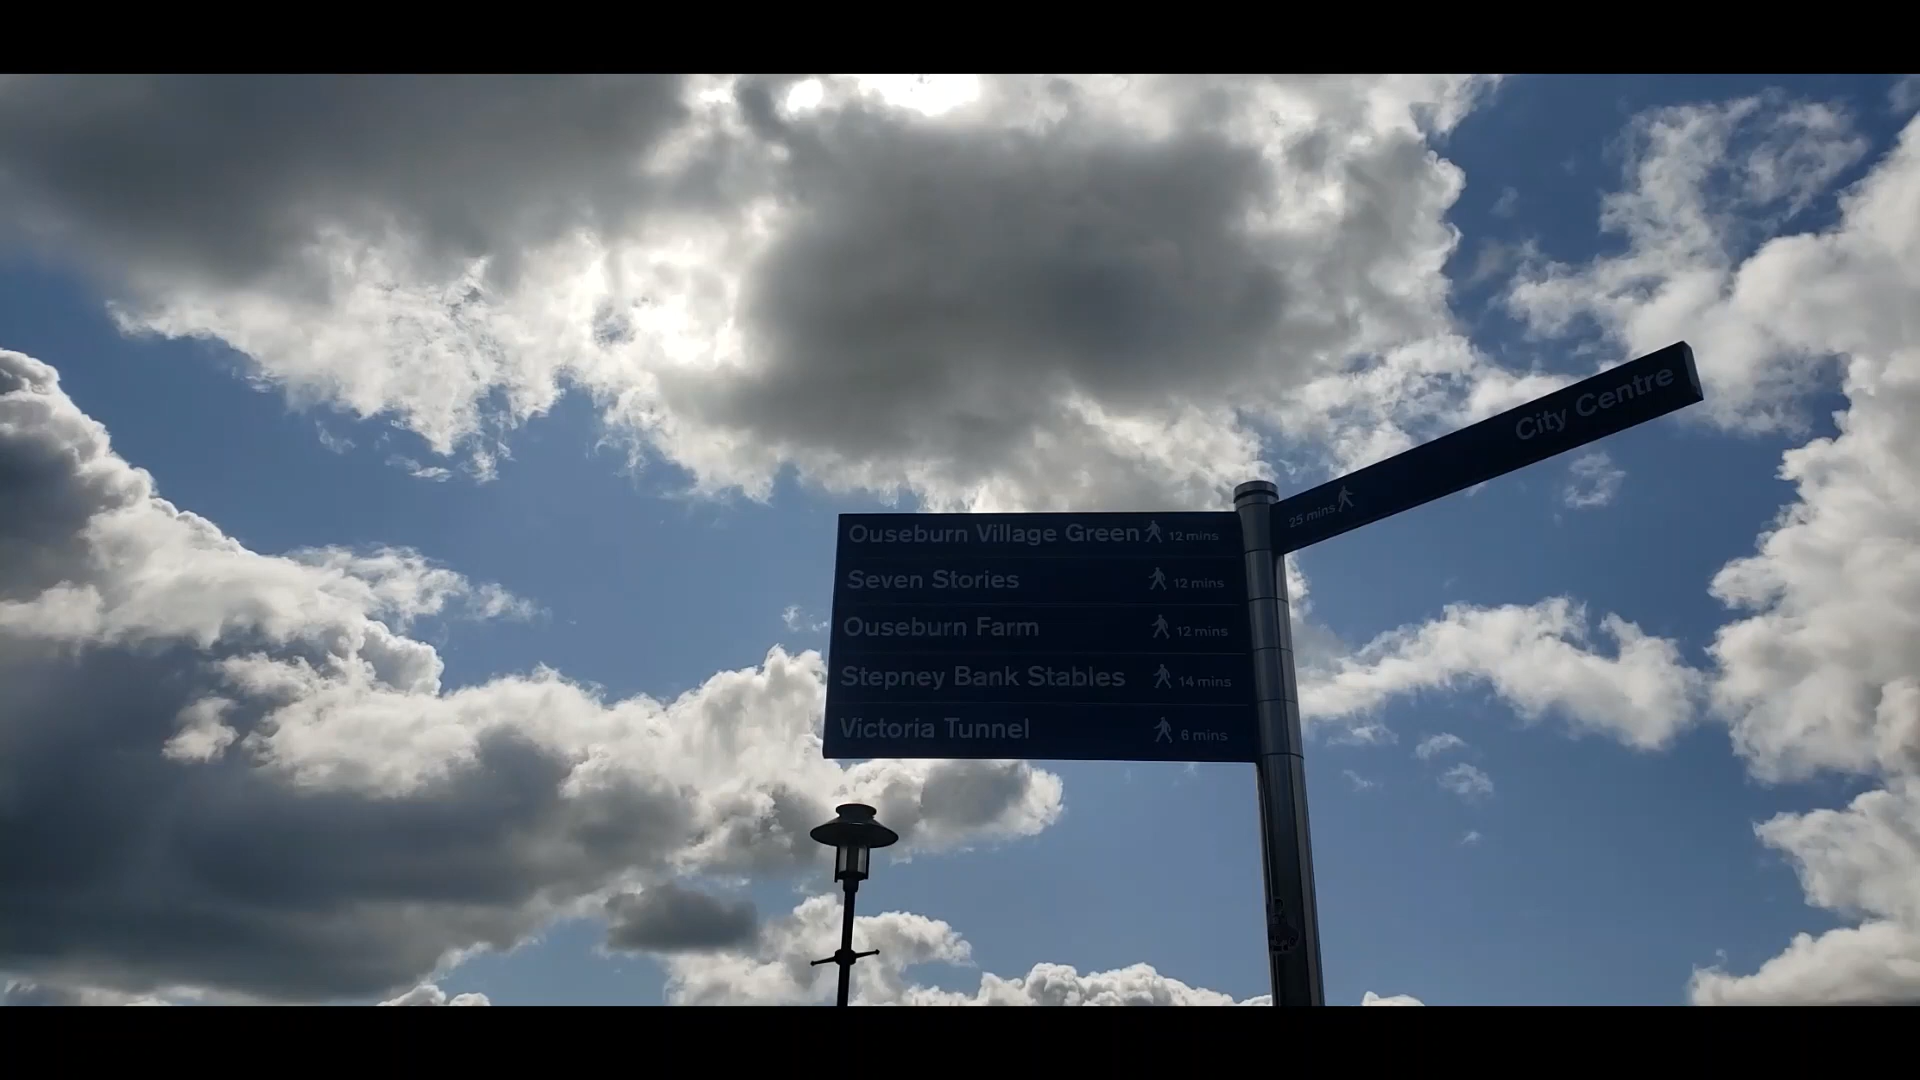 Ouseburn Village Green 12 mins
Seven Stories 12 mins
Ouseburn Farm 12 mins
Stepney Bank Stables 14 mins
Victoria Tunnel 6 mins
25 mins City Centre